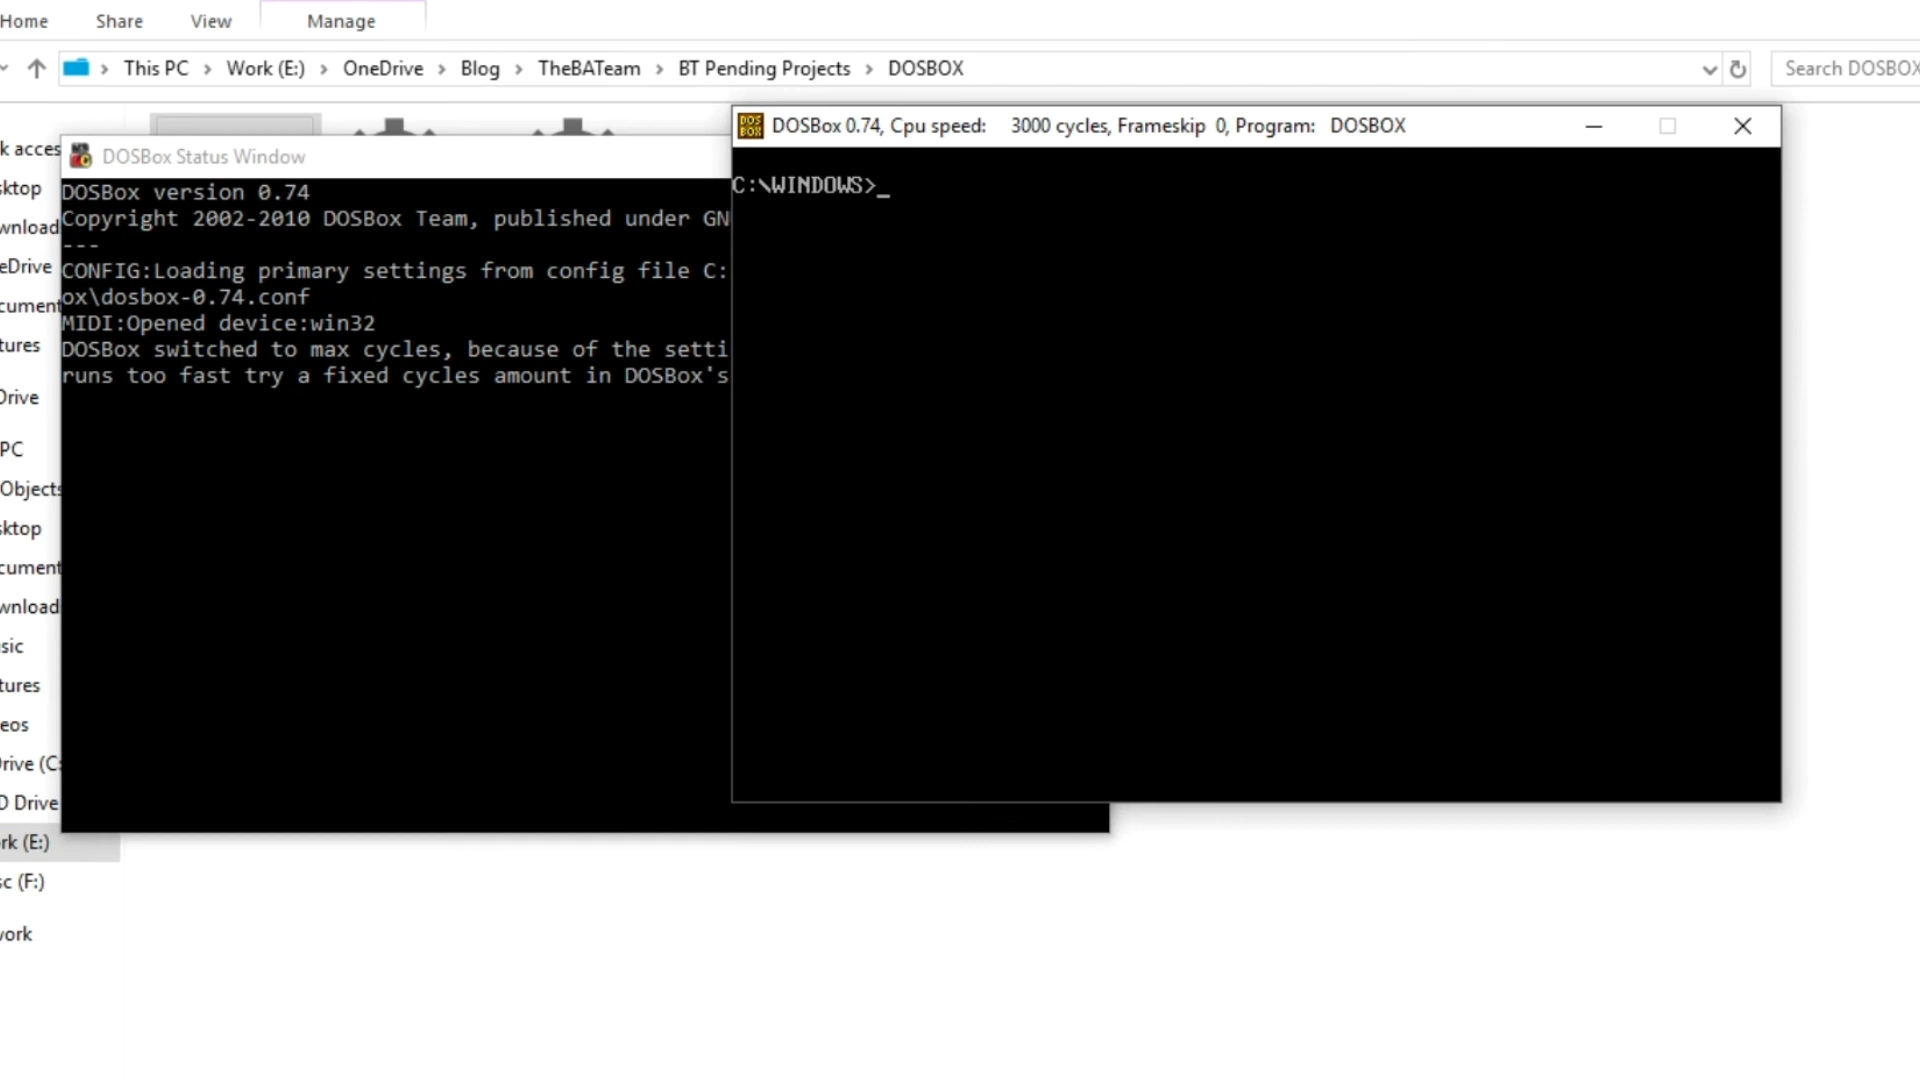 Home Share View Manage
This PC > Work (E:) > OneDrive > Blog > TheBATeam > BT Pending Projects > DOSBOX
Search DOSBOX
DOSBox Status Window
DOSBox version 0.74
Copyright 2002-2010 DOSBox Team, published under GN
---
CONFIG:Loading primary settings from config file C:
ox\dosbox-0.74.conf
MIDI:Opened device:win32
DOSBox switched to max cycles, because of the setti
runs too fast try a fixed cycles amount in DOSBox's
DOSBox 0.74, Cpu speed: 3000 cycles, Frameskip 0, Program: DOSBOX
C:\WINDOWS>_
k acces
ktop
wnload
eDrive
cument
tures
Drive
PC
Objects
sktop
cument
wnload
sic
tures
eos
Drive (C:
D Drive
rk (E:)
sc (F:)
work